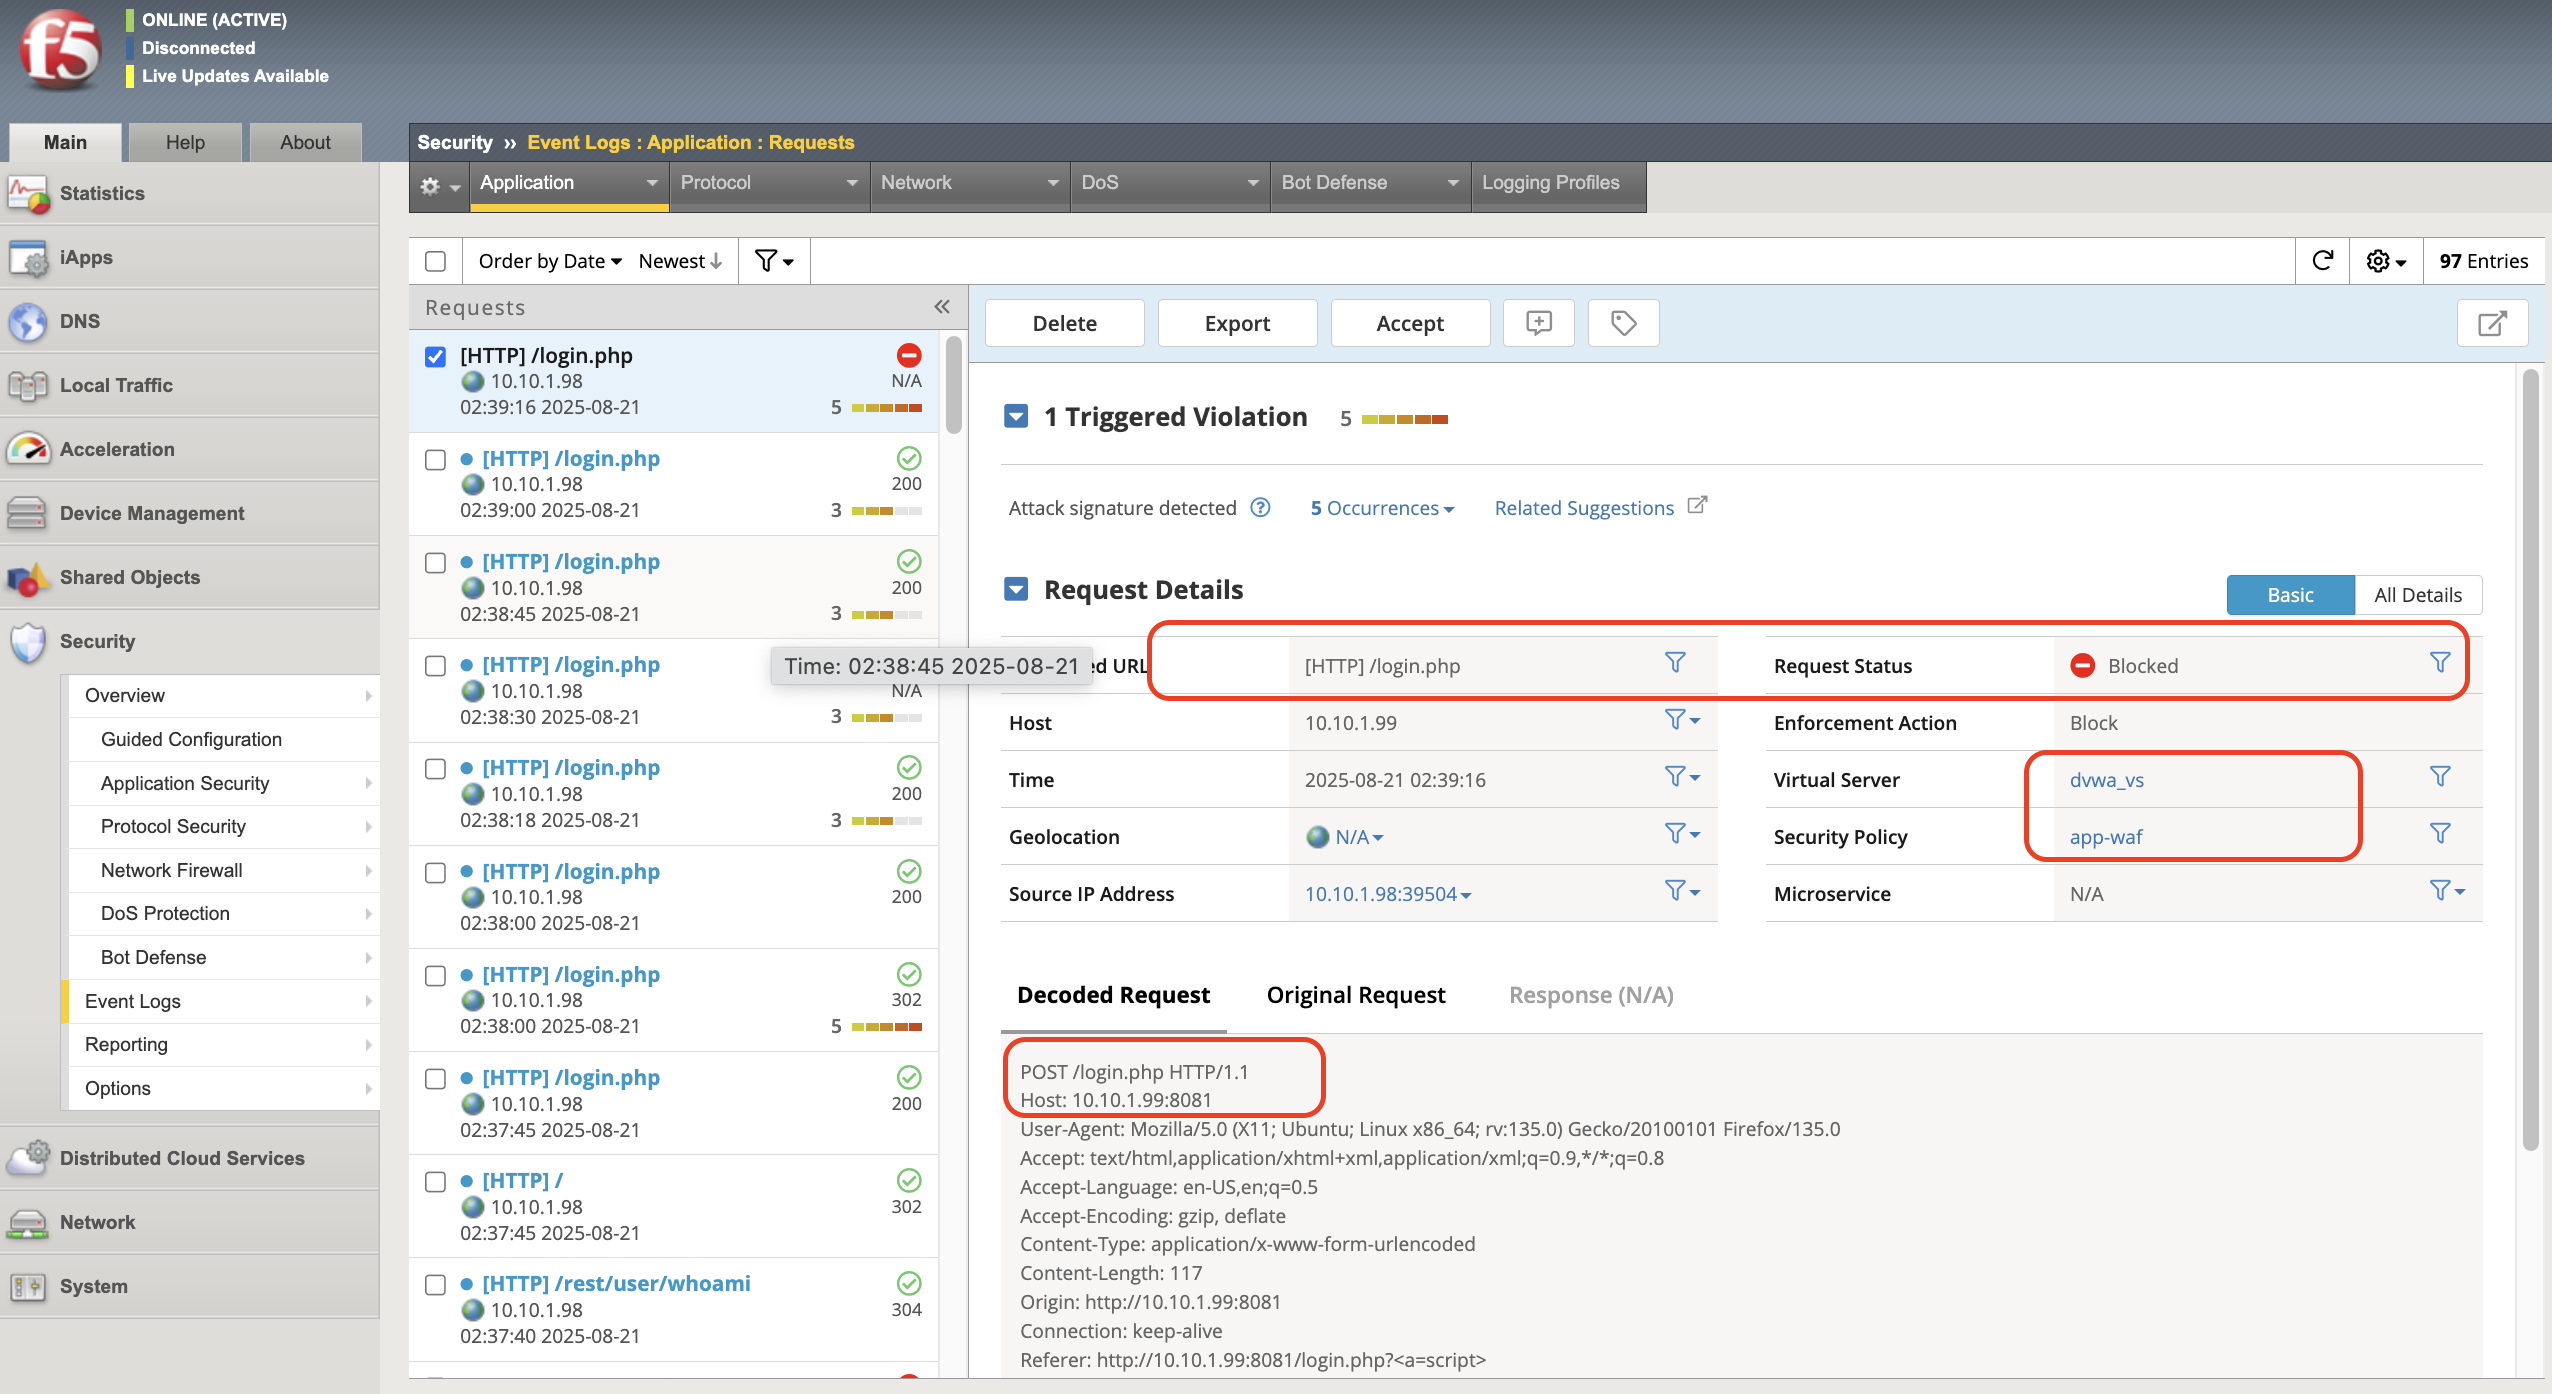 f5
ONLINE (ACTIVE)
Disconnected
Live Updates Available
Main
Help
About
Security » Event Logs : Application : Requests
Application
Protocol
Network
DoS
Bot Defense
Logging Profiles
Statistics
iApps
DNS
Local Traffic
Acceleration
Device Management
Shared Objects
Security
Overview
Guided Configuration
Application Security
Protocol Security
Network Firewall
DoS Protection
Bot Defense
Event Logs
Reporting
Options
Distributed Cloud Services
Network
System
Order by Date
Newest
97 Entries
Requests
[HTTP] /login.php
10.10.1.98 N/A
02:39:16 2025-08-21 5
[HTTP] /login.php
10.10.1.98 200
02:39:00 2025-08-21 3
[HTTP] /login.php
10.10.1.98 200
02:38:45 2025-08-21 3
[HTTP] /login.php
10.10.1.98 N/A
02:38:30 2025-08-21 3
[HTTP] /login.php
10.10.1.98 200
02:38:18 2025-08-21 3
[HTTP] /login.php
10.10.1.98 200
02:38:00 2025-08-21
[HTTP] /login.php
10.10.1.98 302
02:38:00 2025-08-21 5
[HTTP] /login.php
10.10.1.98 200
02:37:45 2025-08-21
[HTTP] /
10.10.1.98 302
02:37:45 2025-08-21
[HTTP] /rest/user/whoami
10.10.1.98 304
02:37:40 2025-08-21
Time: 02:38:45 2025-08-21
Delete
Export
Accept
1 Triggered Violation 5
Attack signature detected 5 Occurrences Related Suggestions
Request Details
Basic
All Details
ed URL [HTTP] /login.php
Host 10.10.1.99
Time 2025-08-21 02:39:16
Geolocation N/A
Source IP Address 10.10.1.98:39504
Request Status Blocked
Enforcement Action Block
Virtual Server dvwa_vs
Security Policy app-waf
Microservice N/A
Decoded Request
Original Request
Response (N/A)
POST /login.php HTTP/1.1
Host: 10.10.1.99:8081
User-Agent: Mozilla/5.0 (X11; Ubuntu; Linux x86_64; rv:135.0) Gecko/20100101 Firefox/135.0
Accept: text/html,application/xhtml+xml,application/xml;q=0.9,*/*;q=0.8
Accept-Language: en-US,en;q=0.5
Accept-Encoding: gzip, deflate
Content-Type: application/x-www-form-urlencoded
Content-Length: 117
Origin: http://10.10.1.99:8081
Connection: keep-alive
Referer: http://10.10.1.99:8081/login.php?<a=script>